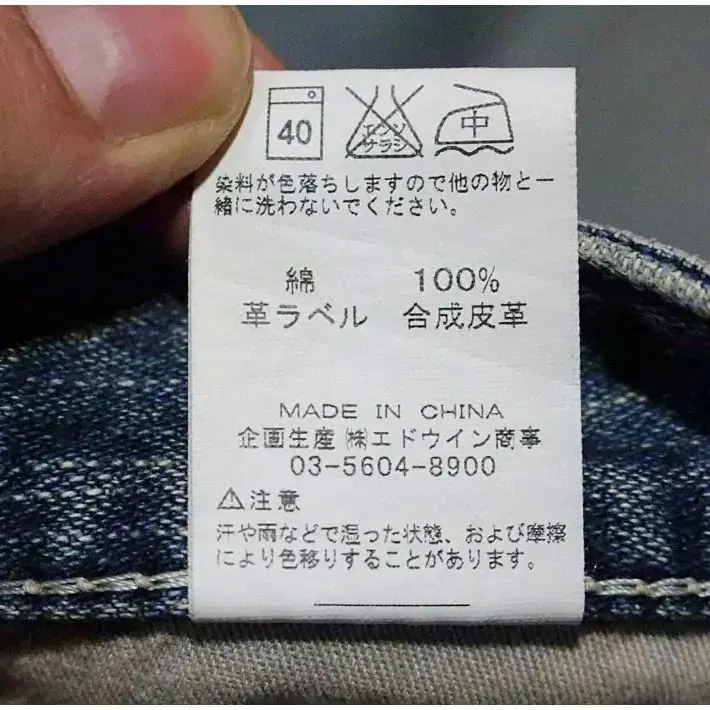 40 エンソサラシ 中
染料が色落ちしますので他の物と一
緒に洗わないでください。
綿 100%
革ラベル 合成皮革
MADE IN CHINA
企画生産 ㈱エドウイン商事
03-5604-8900
⚠注意
汗や雨などで湿った状態、および摩擦
により色移りすることがあります。